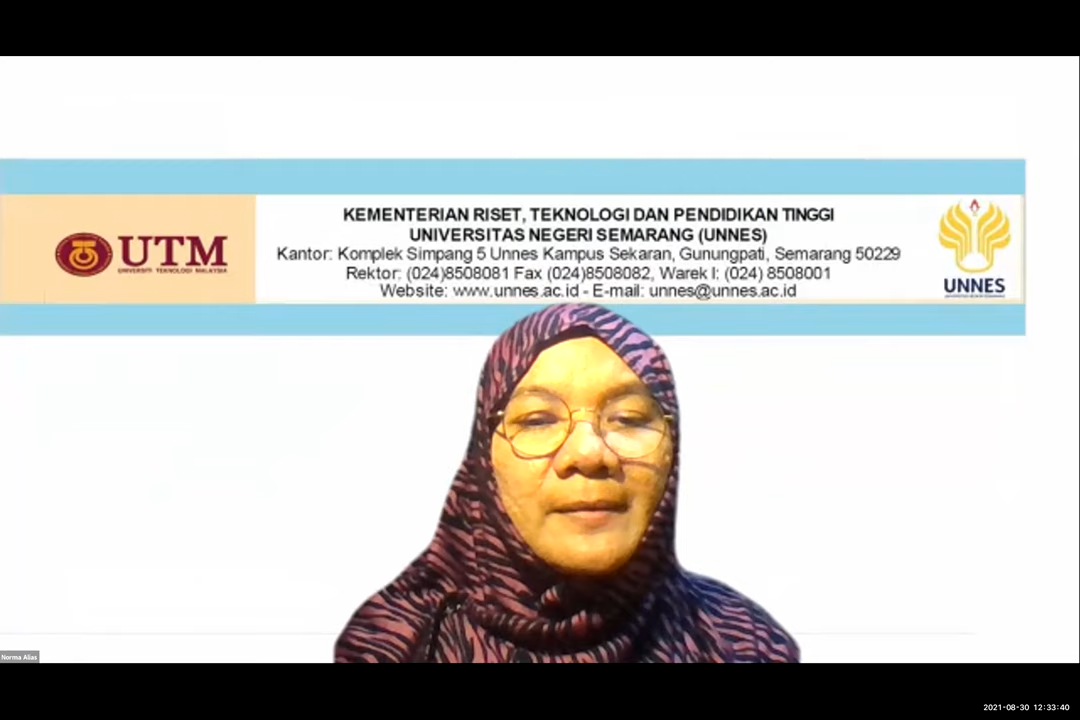 KEMENTERIAN RISET, TEKNOLOGI DAN PENDIDIKAN TINGGI
UNIVERSITAS NEGERI SEMARANG (UNNES)
Kantor: Komplek Simpang 5 Unnes Kampus Sekaran, Gunungpati, Semarang 50229
Rektor: (024)8508081 Fax (024)8508082, Warek I; (024) 8508001
Website: www.unnes.ac.id - E-mail: unnes@unnes.ac.id
UTM
UNIVERSITI TEKNOLOGI MALAYSIA
UNNES
Norma Alias
2021-08-30 12:33:40